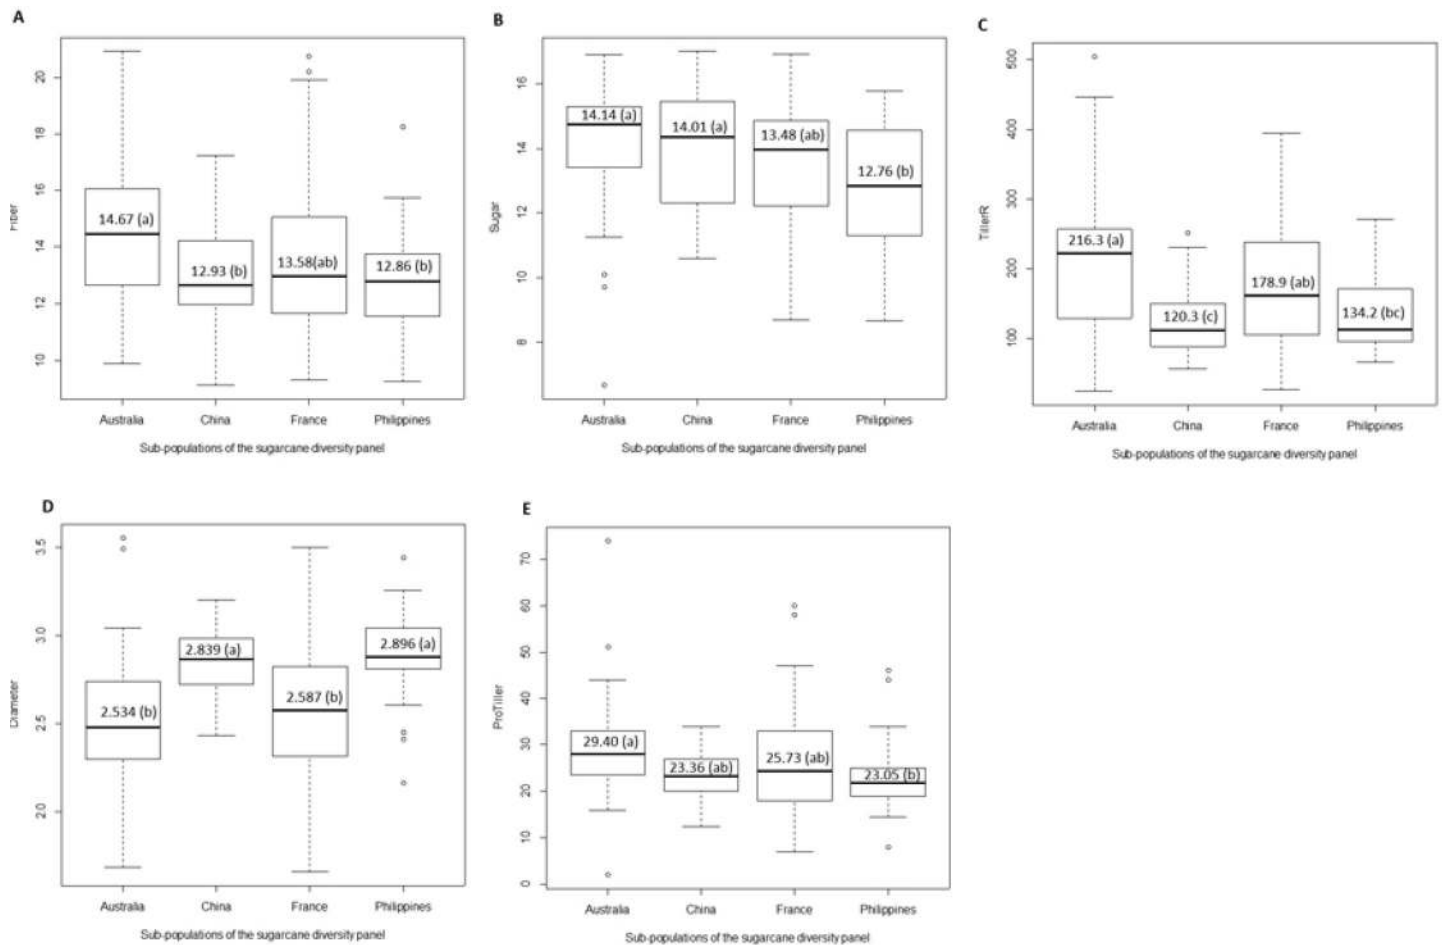 A
Fiber
20
18
16
14
12
10
14.67 (a)
12.93 (b)
13.58(ab)
12.86 (b)
Australia China France Philippines
Sub-populations of the sugarcane diversity panel
B
Sugar
16
14
12
10
8
14.14 (a)
14.01 (a)
13.48 (ab)
12.76 (b)
Australia China France Philippines
Sub-populations of the sugarcane diversity panel
C
TillerR
500
400
300
200
100
216.3 (a)
120.3 (c)
178.9 (ab)
134.2 (bc)
Australia China France Philippines
Sub-populations of the sugarcane diversity panel
D
Diameter
3.5
3.0
2.5
2.0
2.534 (b)
2.839 (a)
2.587 (b)
2.896 (a)
Australia China France Philippines
Sub-populations of the sugarcane diversity panel
E
ProTiller
70
60
50
40
30
20
10
0
29.40 (a)
23.36 (ab)
25.73 (ab)
23.05 (b)
Australia China France Philippines
Sub-populations of the sugarcane diversity panel